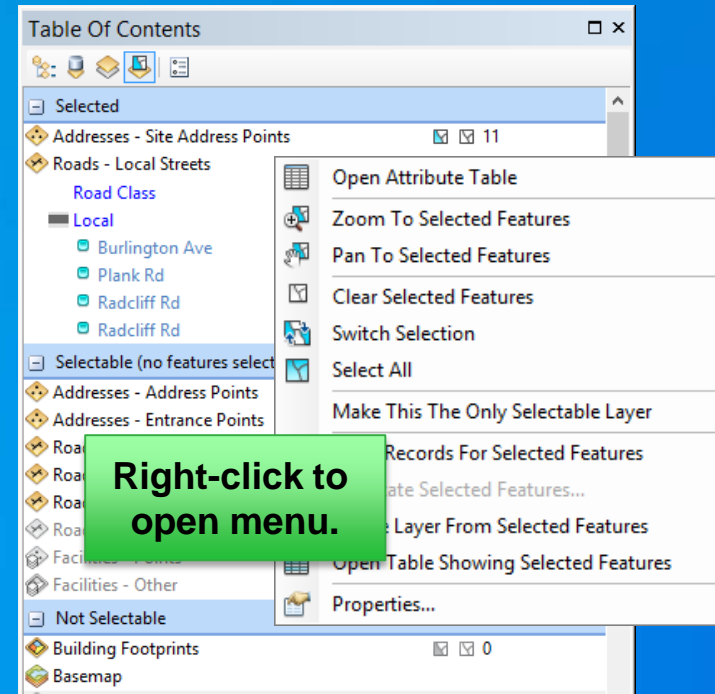 Table Of Contents
Selected
Addresses - Site Address Points 11
Roads - Local Streets
Road Class
Local
Burlington Ave
Plank Rd
Radcliff Rd
Radcliff Rd
Selectable (no features select
Addresses - Address Points
Addresses - Entrance Points
Facilities - Other
Not Selectable
Building Footprints 0
Basemap
Open Attribute Table
Zoom To Selected Features
Pan To Selected Features
Clear Selected Features
Switch Selection
Select All
Make This The Only Selectable Layer
Records For Selected Features
Selected Features...
Layer From Selected Features
Open Table Showing Selected Features
Properties...
Right-click to
open menu.